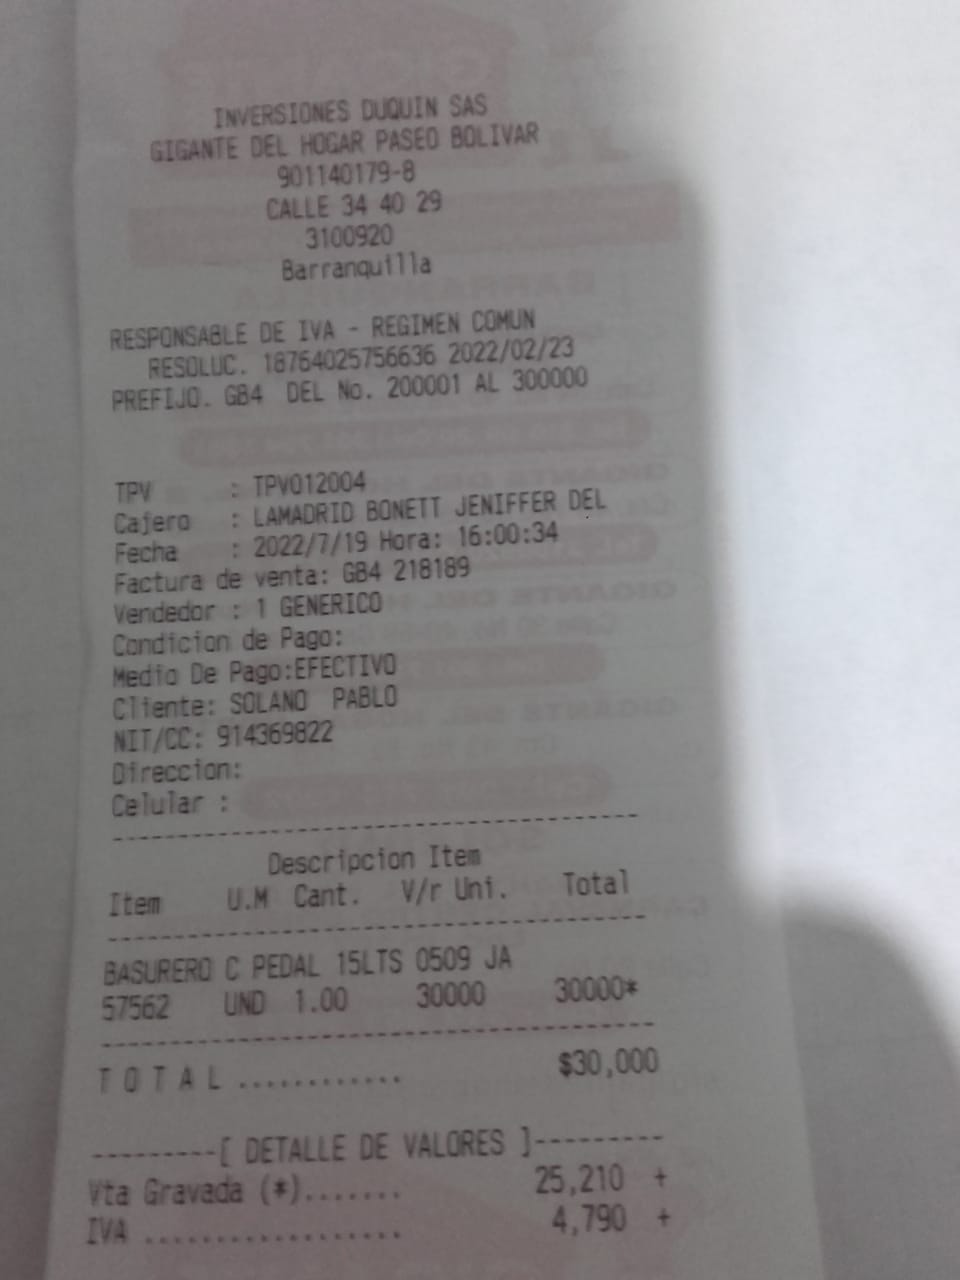 INVERSIONES DUQUIN SAS
GIGANTE DEL HOGAR PASEO BOLIVAR
901140179-8
CALLE 34 40 29
3100920
Barranquilla
RESPONSABLE DE IVA - REGIMEN COMUN
RESOLUC. 18764025756636 2022/02/23
PREFIJO. GB4 DEL No. 200001 AL 300000
TPV : TPV012004
Cajero : LAMADRID BONETT JENIFFER DEL
Fecha : 2022/7/19 Hora: 16:00:34
Factura de venta: GB4 218189
Vendedor : 1 GENERICO
Condicion de Pago:
Medio De Pago:EFECTIVO
Cliente: SOLANO PABLO
NIT/CC: 914369822
Direccion:
Celular :
Descripcion Item
Item U.M Cant. V/r Uni. Total
BASURERO C PEDAL 15LTS 0509 JA
57562 UND 1.00 30000 30000*
T O T A L ............ $30,000
---------[ DETALLE DE VALORES ]---------
Vta Gravada (*)....... 25,210 +
IVA .................. 4,790 +